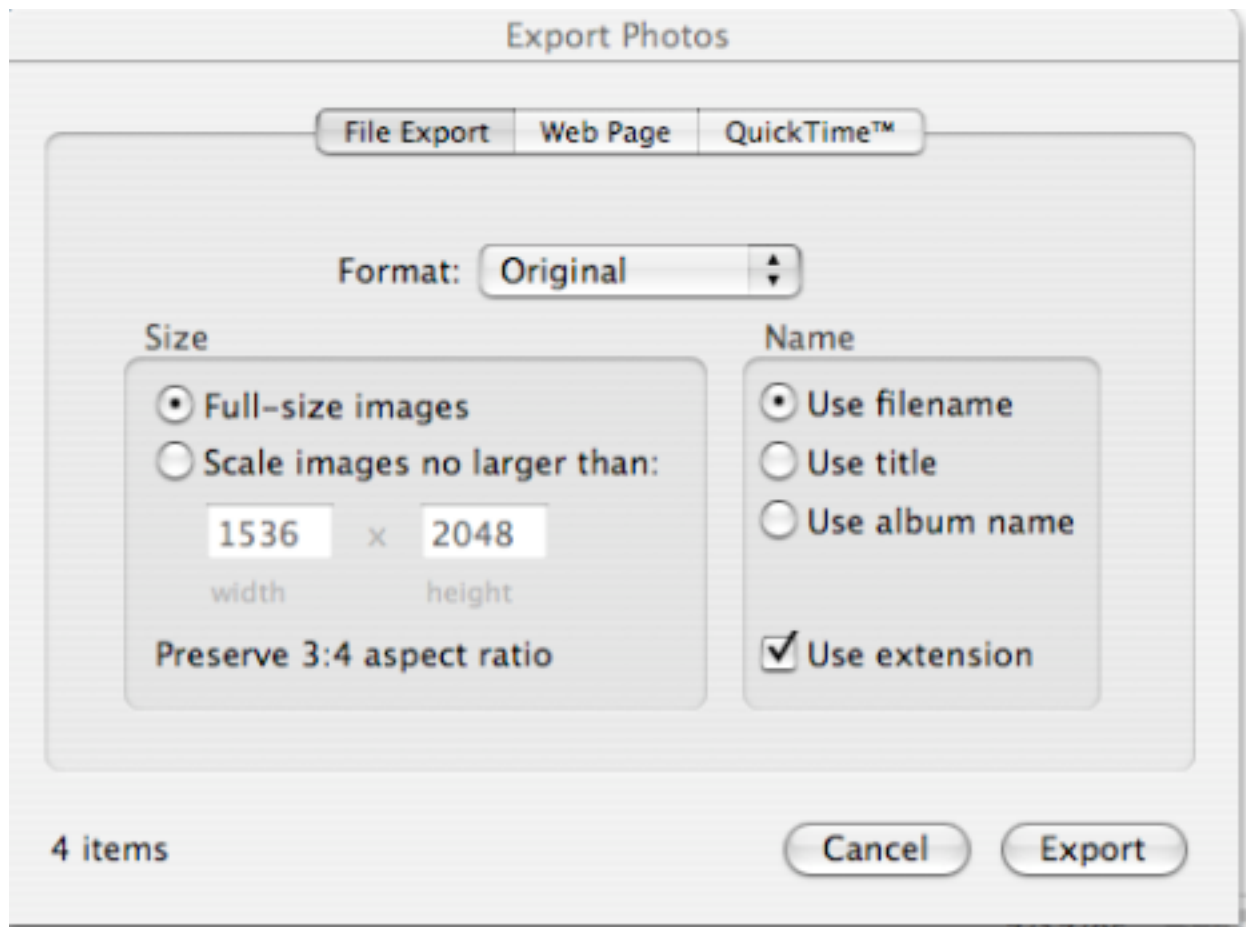 Export Photos
File Export Web Page QuickTime™
Format: Original
Size
Full-size images
Scale images no larger than:
1536 x 2048
width height
Preserve 3:4 aspect ratio
Name
Use filename
Use title
Use album name
Use extension
4 items Cancel Export